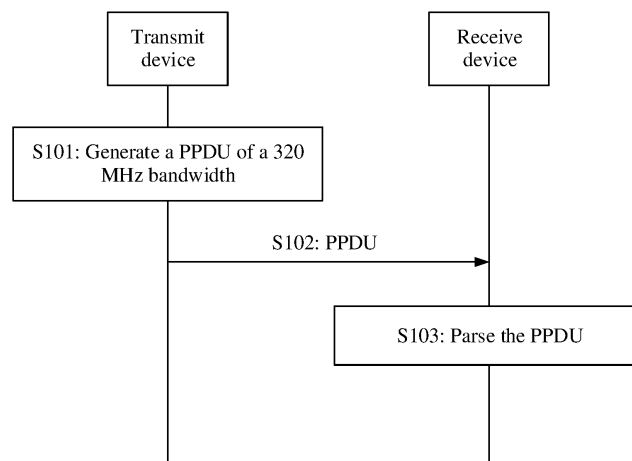 Transmit
device
Receive
device
S101: Generate a PPDU of a 320
MHz bandwidth
S102: PPDU
S103: Parse the PPDU